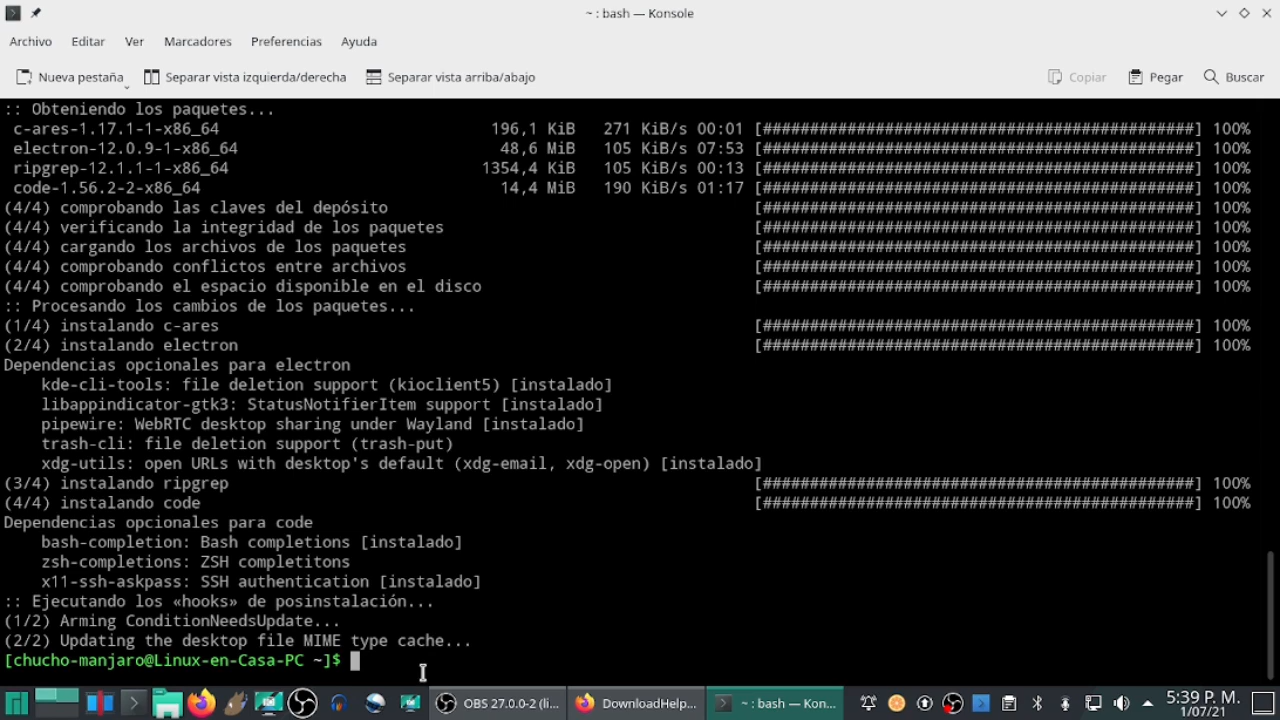 ~ : bash — Konsole
Archivo Editar Ver Marcadores Preferencias Ayuda
Nueva pestaña Separar vista izquierda/derecha Separar vista arriba/abajo Copiar Pegar Buscar
:: Obteniendo los paquetes...
c-ares-1.17.1-1-x86_64 196,1 KiB 271 KiB/s 00:01 [##############################################] 100%
electron-12.0.9-1-x86_64 48,6 MiB 105 KiB/s 07:53 [##############################################] 100%
ripgrep-12.1.1-1-x86_64 1354,4 KiB 105 KiB/s 00:13 [##############################################] 100%
code-1.56.2-2-x86_64 14,4 MiB 190 KiB/s 01:17 [##############################################] 100%
(4/4) comprobando las claves del depósito [##############################################] 100%
(4/4) verificando la integridad de los paquetes [##############################################] 100%
(4/4) cargando los archivos de los paquetes [##############################################] 100%
(4/4) comprobando conflictos entre archivos [##############################################] 100%
(4/4) comprobando el espacio disponible en el disco [##############################################] 100%
:: Procesando los cambios de los paquetes...
(1/4) instalando c-ares [##############################################] 100%
(2/4) instalando electron [##############################################] 100%
Dependencias opcionales para electron
kde-cli-tools: file deletion support (kioclient5) [instalado]
libappindicator-gtk3: StatusNotifierItem support [instalado]
pipewire: WebRTC desktop sharing under Wayland [instalado]
trash-cli: file deletion support (trash-put)
xdg-utils: open URLs with desktop's default (xdg-email, xdg-open) [instalado]
(3/4) instalando ripgrep [##############################################] 100%
(4/4) instalando code [##############################################] 100%
Dependencias opcionales para code
bash-completion: Bash completions [instalado]
zsh-completions: ZSH completitons
x11-ssh-askpass: SSH authentication [instalado]
:: Ejecutando los «hooks» de posinstalación...
(1/2) Arming ConditionNeedsUpdate...
(2/2) Updating the desktop file MIME type cache...
[chucho-manjaro@Linux-en-Casa-PC ~]$
OBS 27.0.0-2 (li... DownloadHelp... ~ : bash — Kon... 5:39 P. M.
1/07/21